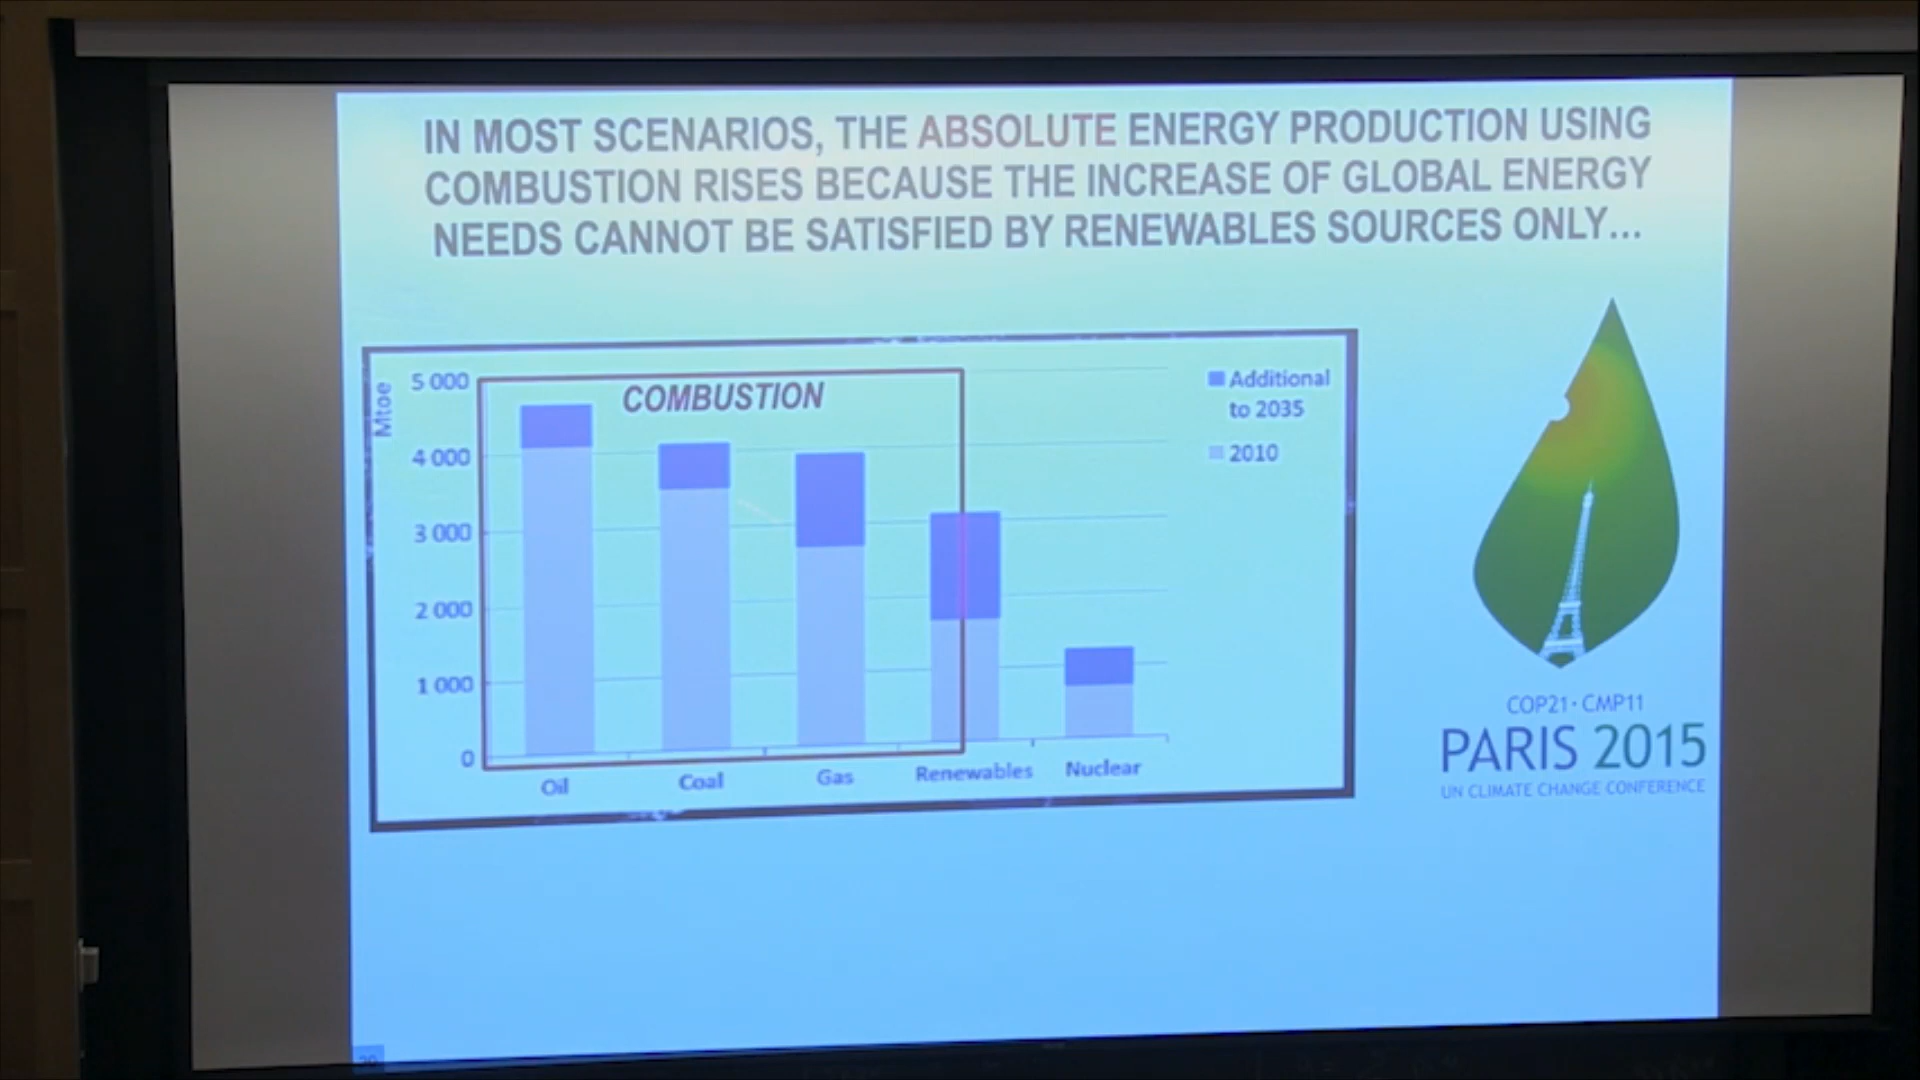 IN MOST SCENARIOS, THE ABSOLUTE ENERGY PRODUCTION USING
COMBUSTION RISES BECAUSE THE INCREASE OF GLOBAL ENERGY
NEEDS CANNOT BE SATISFIED BY RENEWABLES SOURCES ONLY...
Mtoe
5 000
4 000
3 000
2 000
1 000
0
COMBUSTION
Additional
to 2035
2010
Oil
Coal
Gas
Renewables
Nuclear
COP21 · CMP11
PARIS 2015
UN CLIMATE CHANGE CONFERENCE